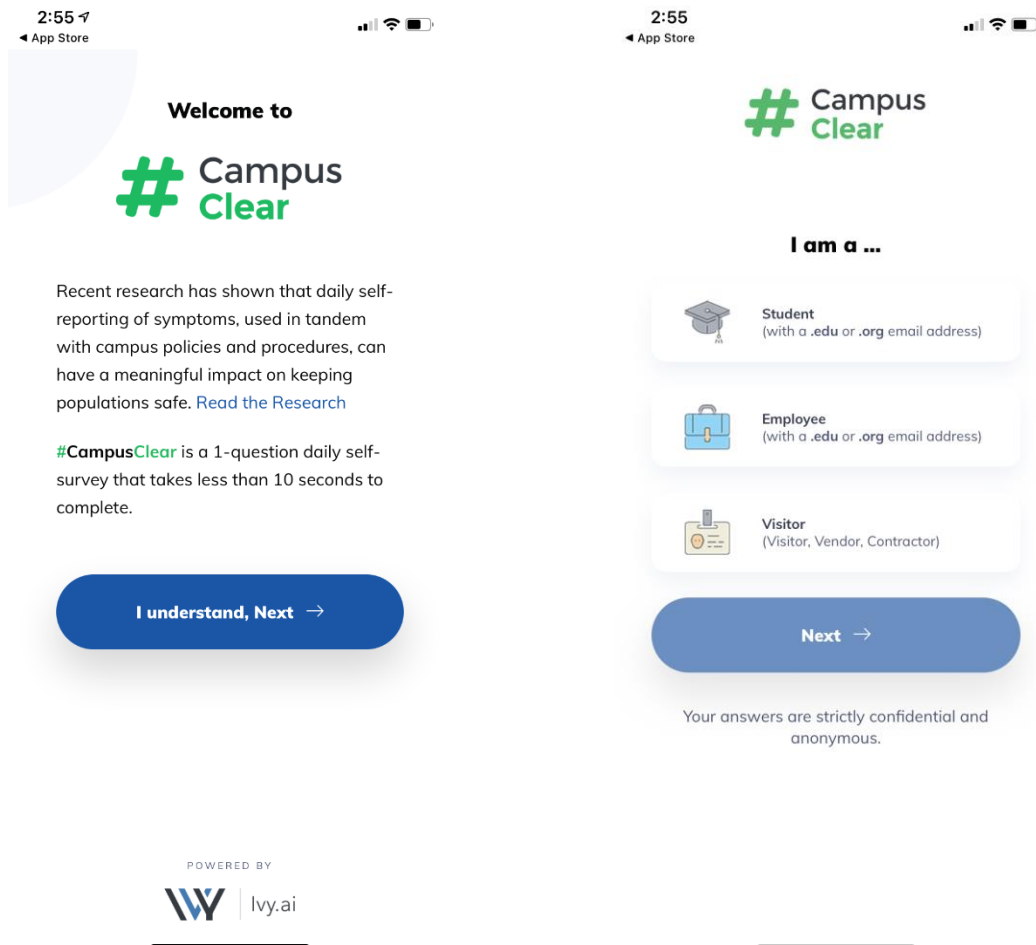 2:55
◀ App Store
Welcome to
# Campus
Clear
Recent research has shown that daily self-
reporting of symptoms, used in tandem
with campus policies and procedures, can
have a meaningful impact on keeping
populations safe. Read the Research
#CampusClear is a 1-question daily self-
survey that takes less than 10 seconds to
complete.
I understand, Next →
POWERED BY
Ivy.ai
2:55
◀ App Store
# Campus
Clear
I am a ...
Student
(with a .edu or .org email address)
Employee
(with a .edu or .org email address)
Visitor
(Visitor, Vendor, Contractor)
Next →
Your answers are strictly confidential and
anonymous.